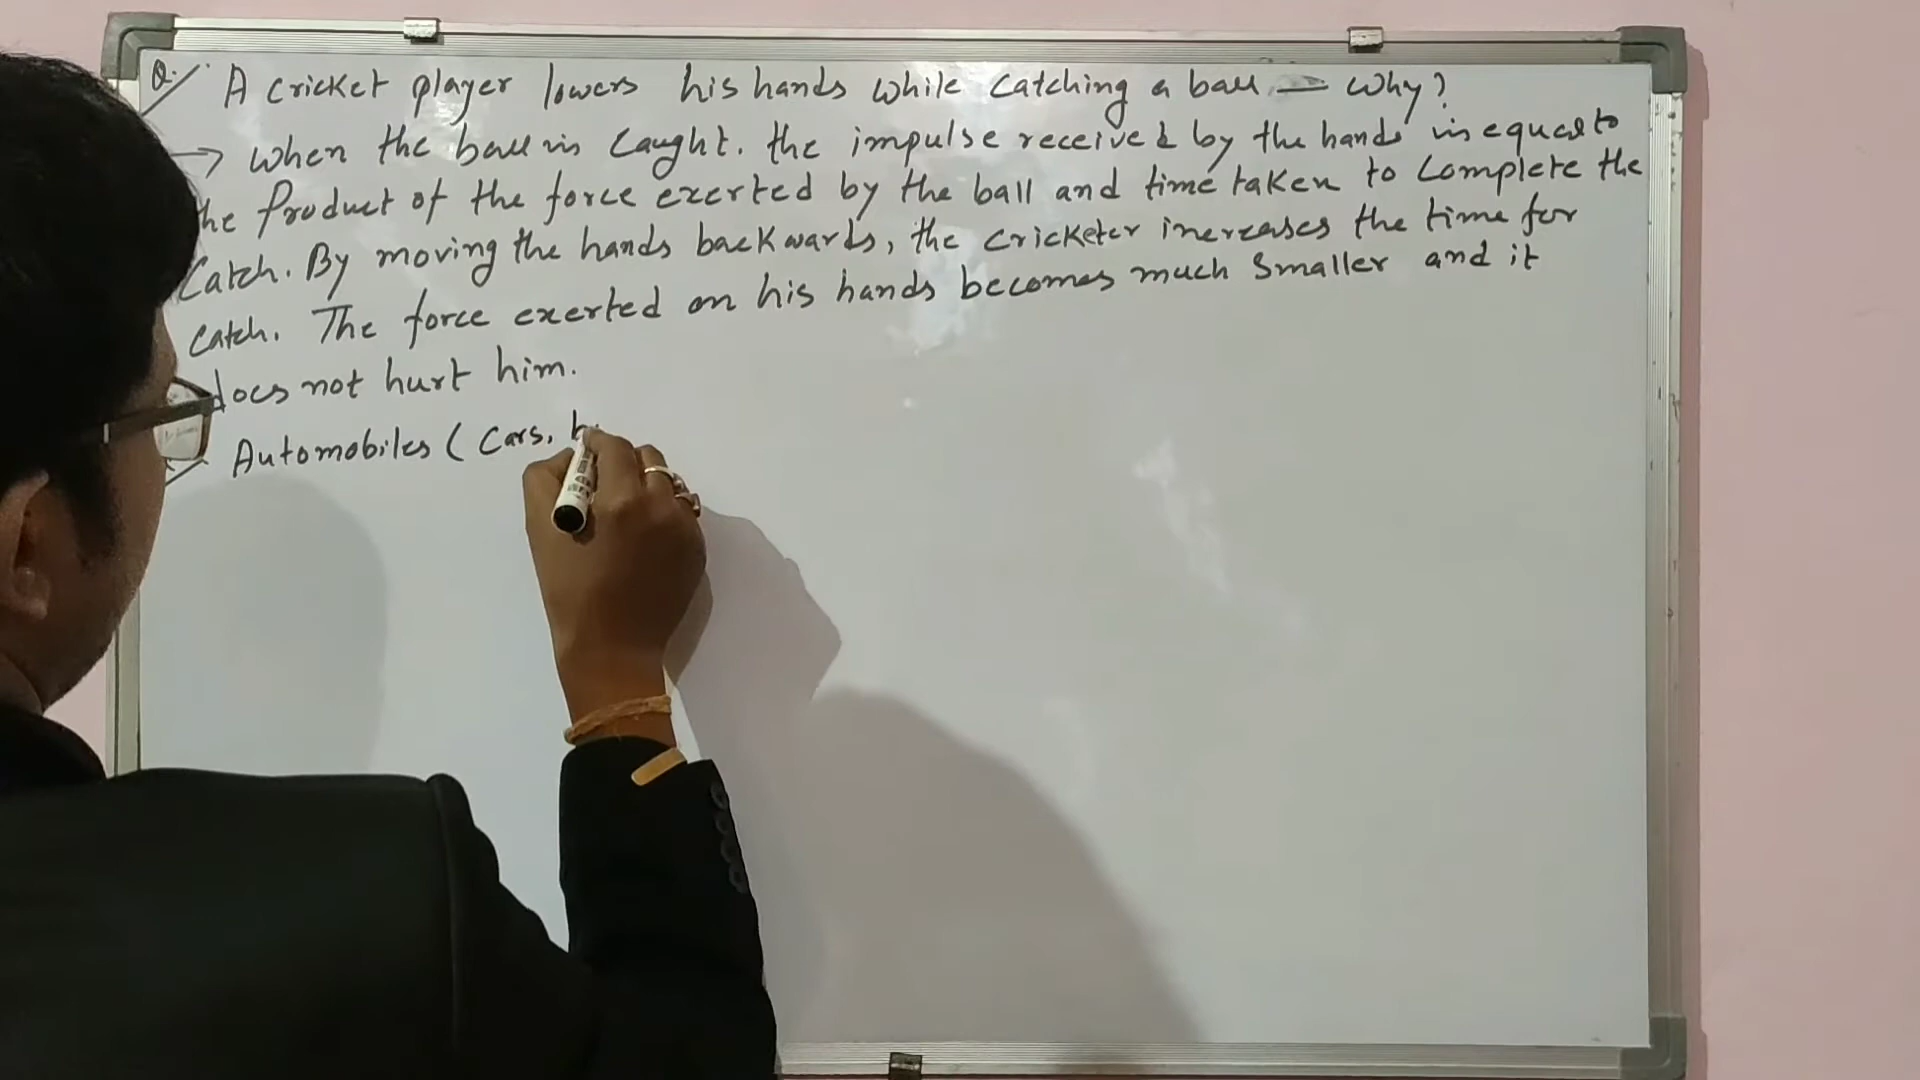 Q. A cricket player lowers his hands while catching a ball — Why?
→ When the ball is caught. the impulse received by the hands is equal to
he Product of the force exerted by the ball and time taken to complete the
catch. By moving the hands backwards, the cricketer increases the time for
catch. The force exerted on his hands becomes much smaller and it
does not hurt him.
Automobiles ( Cars,